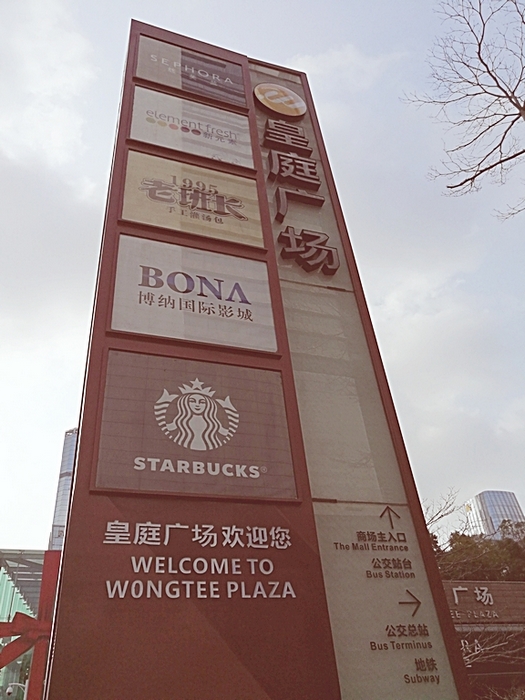 SEPHORA
element fresh
新元素
1995
老班长
手工灌汤包
BONA
博纳国际影城
STARBUCKS
皇庭广场欢迎您
WELCOME TO
WONGTEE PLAZA
皇庭广场
商场主入口
The Mall Entrance
公交站台
Bus Station
公交总站
Bus Terminus
地铁
Subway
广场
PLAZA